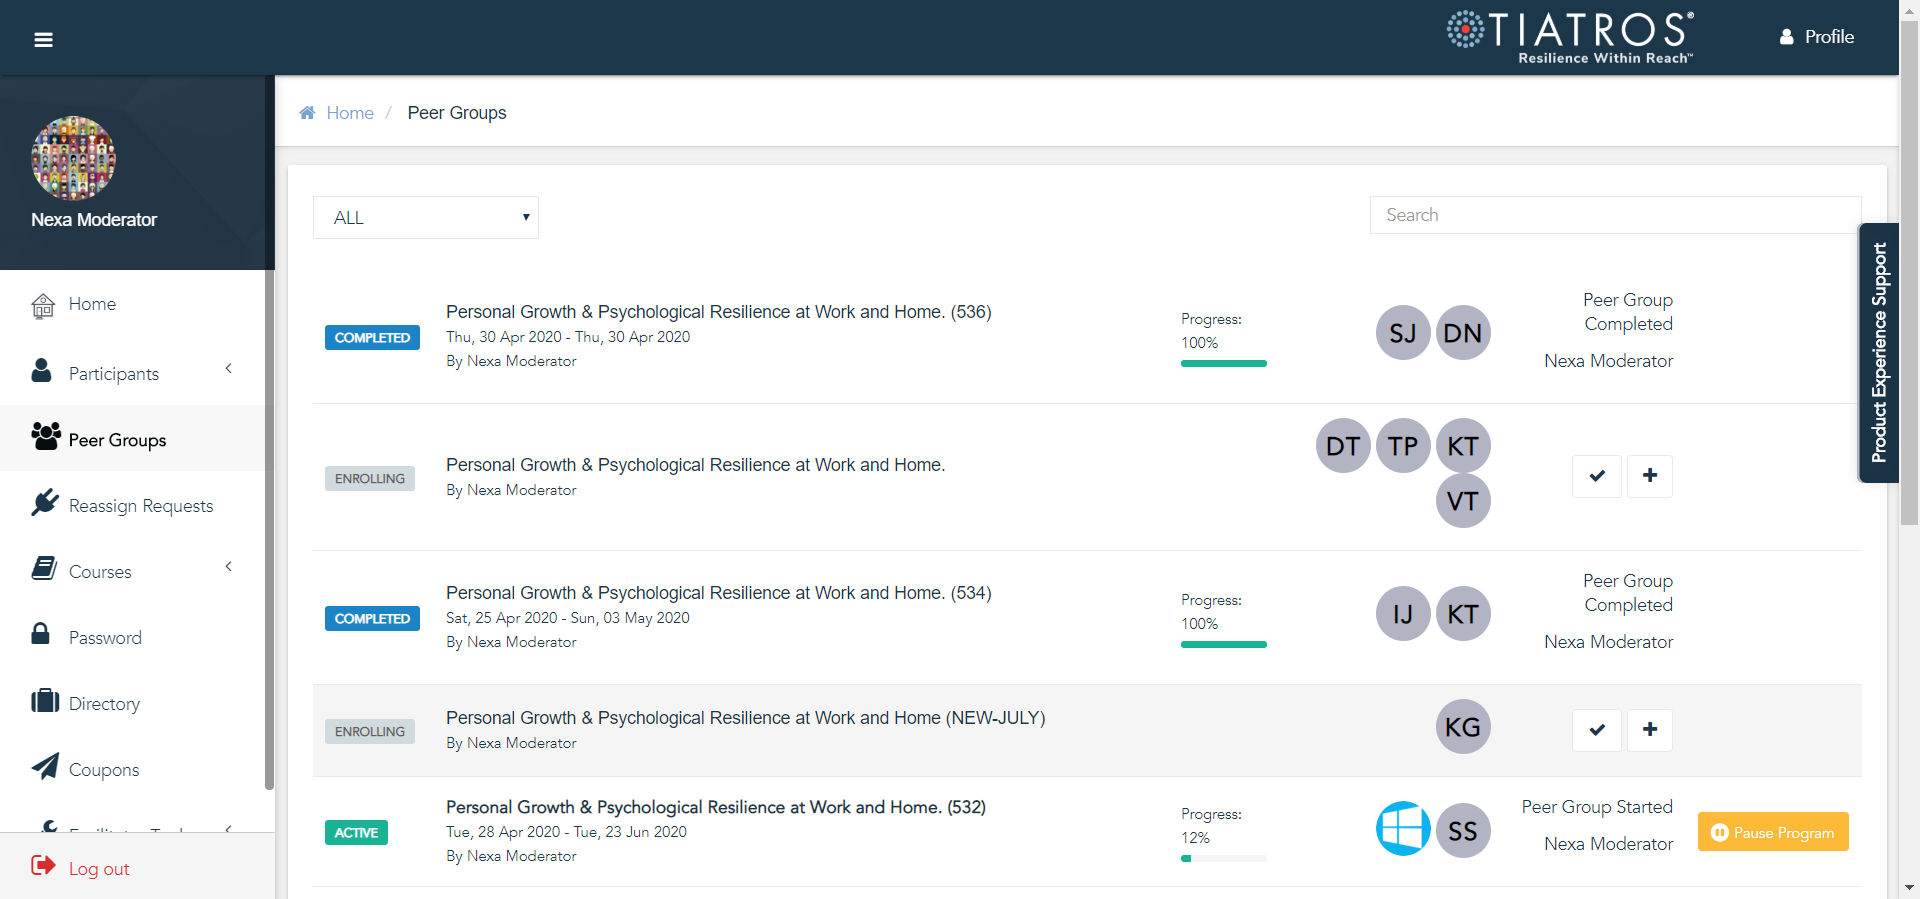 TIATROS®
Resilience Within Reach™
Profile
Nexa Moderator
Home
Participants
Peer Groups
Reassign Requests
Courses
Password
Directory
Coupons
Log out
Home / Peer Groups
ALL
Search
COMPLETED
Personal Growth & Psychological Resilience at Work and Home. (536)
Thu, 30 Apr 2020 - Thu, 30 Apr 2020
By Nexa Moderator
Progress:
100%
SJ DN
Peer Group
Completed
Nexa Moderator
ENROLLING
Personal Growth & Psychological Resilience at Work and Home.
By Nexa Moderator
DT TP KT
VT
COMPLETED
Personal Growth & Psychological Resilience at Work and Home. (534)
Sat, 25 Apr 2020 - Sun, 03 May 2020
By Nexa Moderator
Progress:
100%
IJ KT
Peer Group
Completed
Nexa Moderator
ENROLLING
Personal Growth & Psychological Resilience at Work and Home (NEW-JULY)
By Nexa Moderator
KG
ACTIVE
Personal Growth & Psychological Resilience at Work and Home. (532)
Tue, 28 Apr 2020 - Tue, 23 Jun 2020
By Nexa Moderator
Progress:
12%
SS
Peer Group Started
Nexa Moderator
Pause Program
Product Experience Support